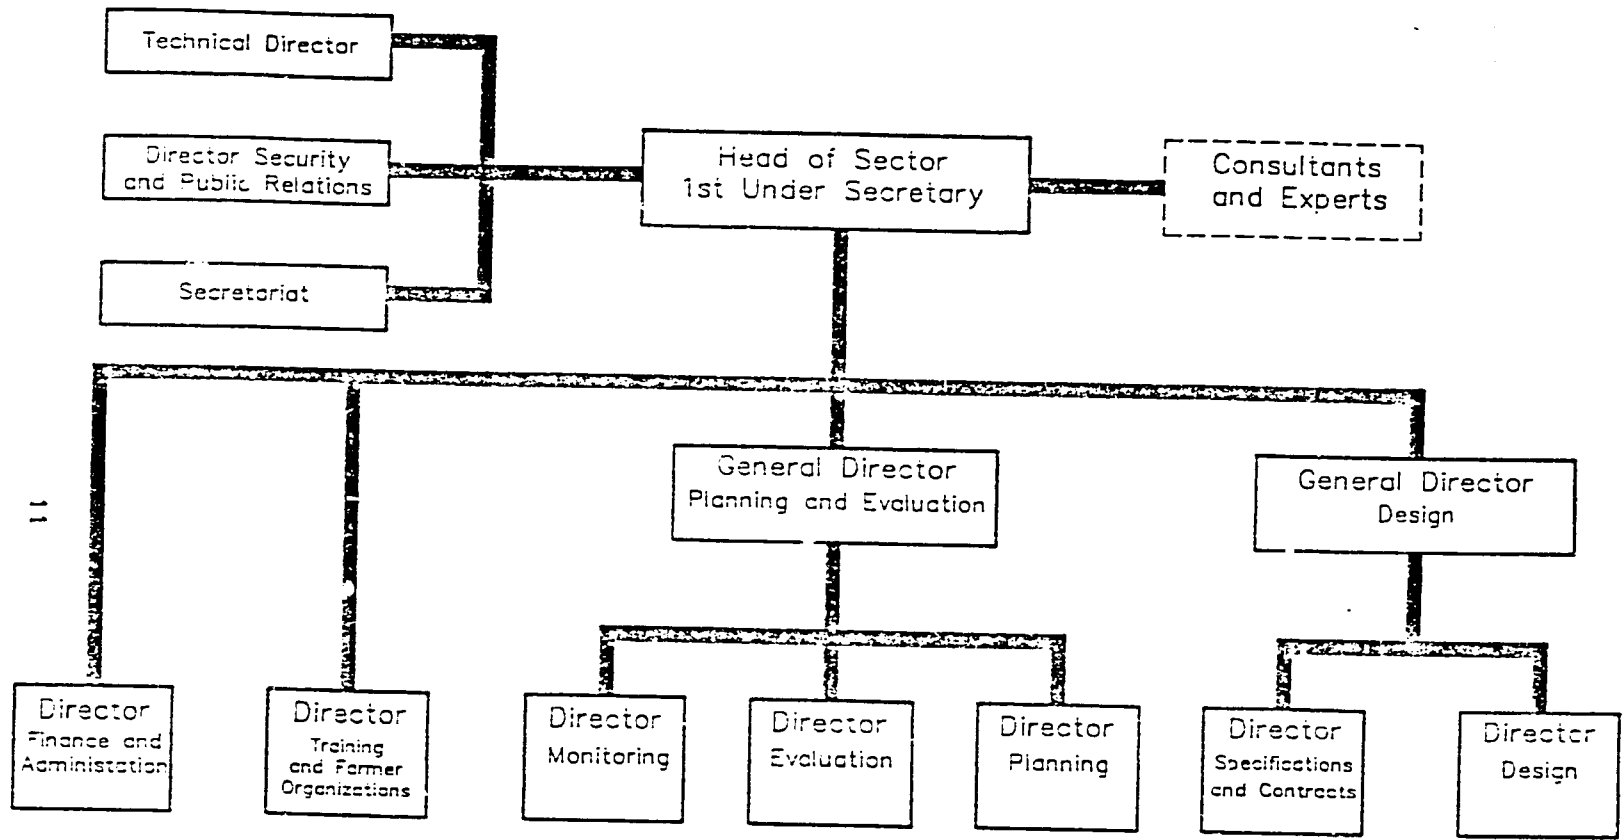 Technical Director
Director Security
and Public Relations
Secretariat
Head of Sector
1st Under Secretary
Consultants
and Experts
General Director
Planning and Evaluation
General Director
Design
11
Director
Finance and
Administation
Director
Training
and Farmer
Organizations
Director
Monitoring
Director
Evaluation
Director
Planning
Director
Specifications
and Contracts
Director
Design